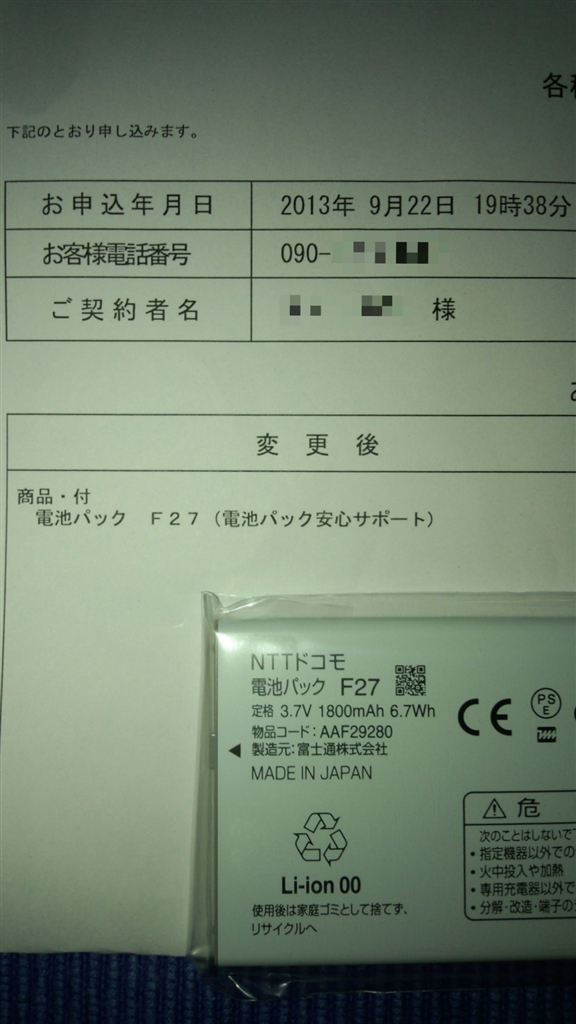 各種
下記のとおり申し込みます。
お申込年月日 2013年 9月22日 19時38分
お客様電話番号 090-
ご契約者名 様
変更後
商品・付
電池パック F27(電池パック安心サポート)
NTTドコモ
電池パック F27
定格 3.7V 1800mAh 6.7Wh
物品コード:AAF29280
製造元:富士通株式会社
MADE IN JAPAN
CE
PS
E
Li-ion 00
使用後は家庭ゴミとして捨てず、
リサイクルへ
危
次のことはしないで
・指定機器以外での
・火中投入や加熱
・専用充電器以外で
・分解・改造・端子の